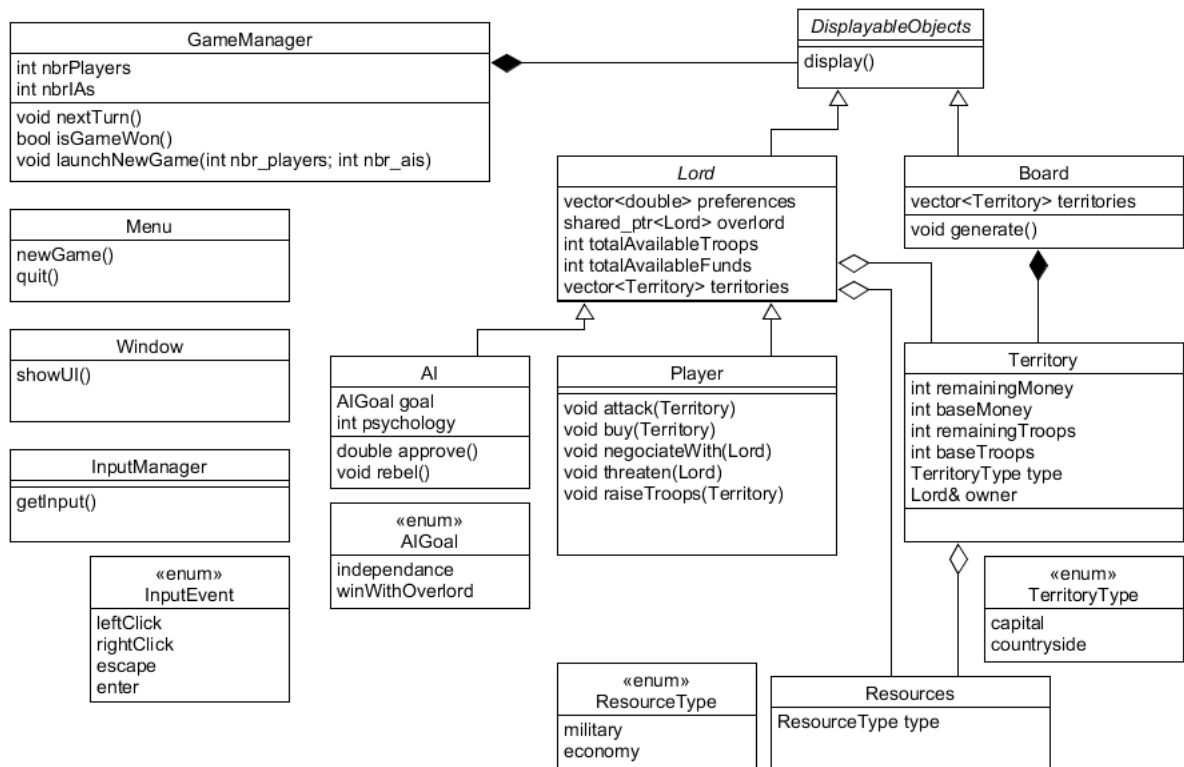 GameManager
int nbrPlayers
int nbrIAs
void nextTurn()
bool isGameWon()
void launchNewGame(int nbr_players; int nbr_ais)
DisplayableObjects
display()
Lord
vector<double> preferences
shared_ptr<Lord> overlord
int totalAvailableTroops
int totalAvailableFunds
vector<Territory> territories
Board
vector<Territory> territories
void generate()
Menu
newGame()
quit()
Window
showUI()
InputManager
getInput()
«enum»
InputEvent
leftClick
rightClick
escape
enter
AI
AIGoal goal
int psychology
double approve()
void rebel()
«enum»
AIGoal
independance
winWithOverlord
Player
void attack(Territory)
void buy(Territory)
void negociateWith(Lord)
void threaten(Lord)
void raiseTroops(Territory)
Territory
int remainingMoney
int baseMoney
int remainingTroops
int baseTroops
TerritoryType type
Lord& owner
«enum»
TerritoryType
capital
countryside
«enum»
ResourceType
military
economy
Resources
ResourceType type